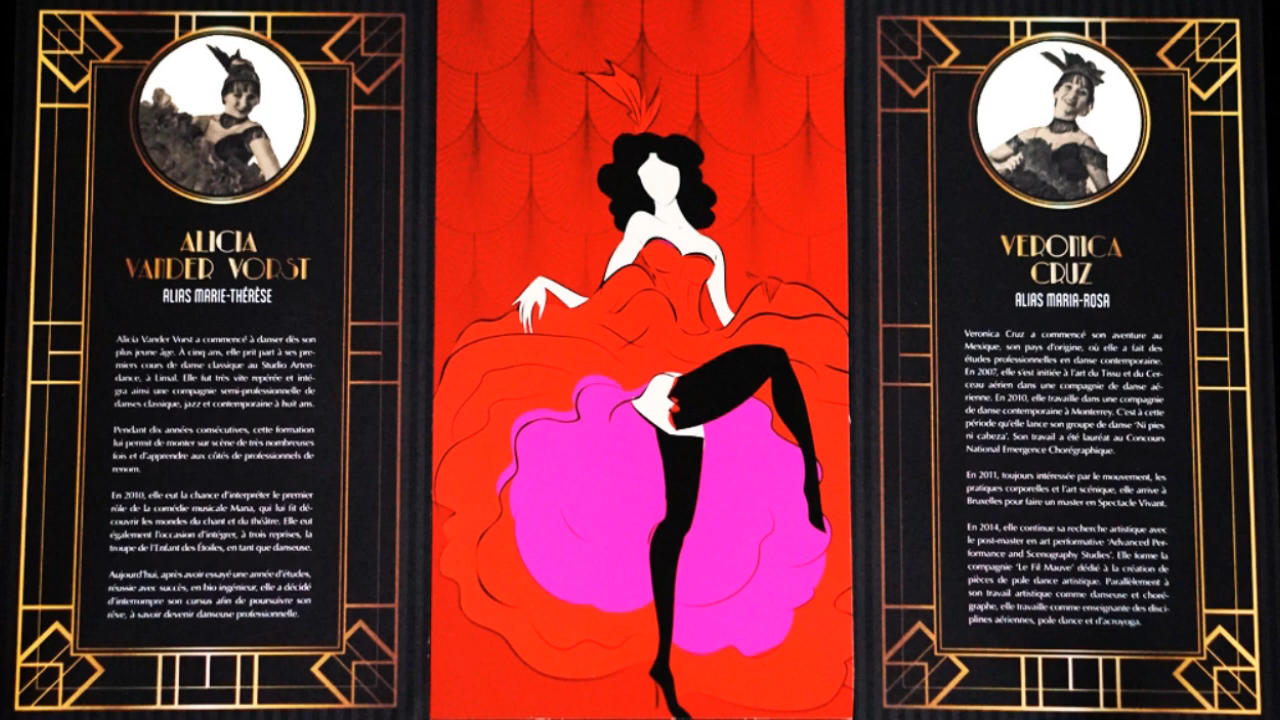 ALICIA
VANDER VORST
ALIAS MARIE-THÉRÈSE
Alicia Vander Vorst a commencé à danser dès son
plus jeune âge. À cinq ans, elle prit part à ses pre-
miers cours de danse classique au Studio Arten-
dance, à Limal. Elle fut très vite repérée et inté-
gra ainsi une compagnie semi-professionnelle de
danses classique, jazz et contemporaine à huit ans.
Pendant dix années consécutives, cette formation
lui permit de monter sur scène de très nombreuses
fois et d'apprendre aux côtés de professionnels de
renom.
En 2010, elle eut la chance d'interpréter le premier
rôle de la comédie musicale Mana, qui lui fit dé-
couvrir les mondes du chant et du théâtre. Elle eut
également l'occasion d'intégrer, à trois reprises, la
troupe de l'Enfant des Étoiles, en tant que danseuse.
Aujourd'hui, après avoir essayé une année d'études,
réussie avec succès, en bio ingénieur, elle a décidé
d'interrompre son cursus afin de poursuivre son
rêve, à savoir devenir danseuse professionnelle.
VERONICA
CRUZ
ALIAS MARIA-ROSA
Veronica Cruz a commencé son aventure au
Mexique, son pays d'origine, où elle a fait des
études professionnelles en danse contemporaine.
En 2007, elle s'est initiée à l'art du Tissu et du Cer-
ceau aérien dans une compagnie de danse aé-
rienne. En 2010, elle travaille dans une compagnie
de danse contemporaine à Monterrey. C'est à cette
période qu'elle lance son groupe de danse 'Ni pies
ni cabeza'. Son travail a été lauréat au Concours
National Emergence Chorégraphique.
En 2011, toujours intéressée par le mouvement, les
pratiques corporelles et l'art scénique, elle arrive à
Bruxelles pour faire un master en Spectacle Vivant.
En 2014, elle continue sa recherche artistique avec
le post-master en art performative 'Advanced Per-
formance and Scenography Studies'. Elle forme la
compagnie 'Le Fil Mauve' dédié à la création de
pièces de pole dance artistique. Parallèlement à
son travail artistique comme danseuse et choré-
graphe, elle travaille comme enseignante des disci-
plines aériennes, pole dance et d'acroyoga.